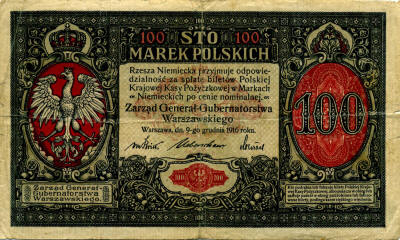 100 STO 100
MAREK POLSKICH
Rzesza Niemiecka przyjmuje odpowie-
dzialność za spłatę biletów Polskiej
Krajowej Kasy Pożyczkowej w Markach
Niemieckich po cenie nominalnej.
Zarząd Generał-Gubernatorstwa
Warszawskiego
Warszawa, dn. 9-go grudnia 1916 roku.
100
100 100
Zarząd Generał-
Gubernatorstwa
Warszawskiego.